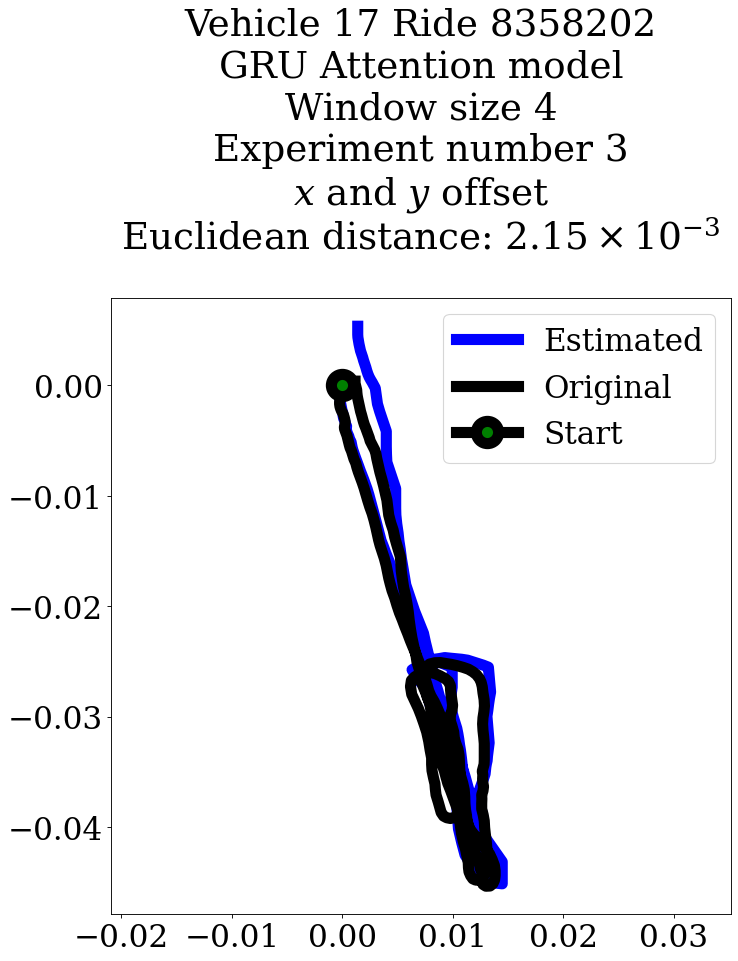 Vehicle 17 Ride 8358202
GRU Attention model
Window size 4
Experiment number 3
x and y offset
Euclidean distance: 2.15 × 10⁻³
Estimated
Original
Start
0.00
−0.01
−0.02
−0.03
−0.04
−0.02 −0.01 0.00 0.01 0.02 0.03